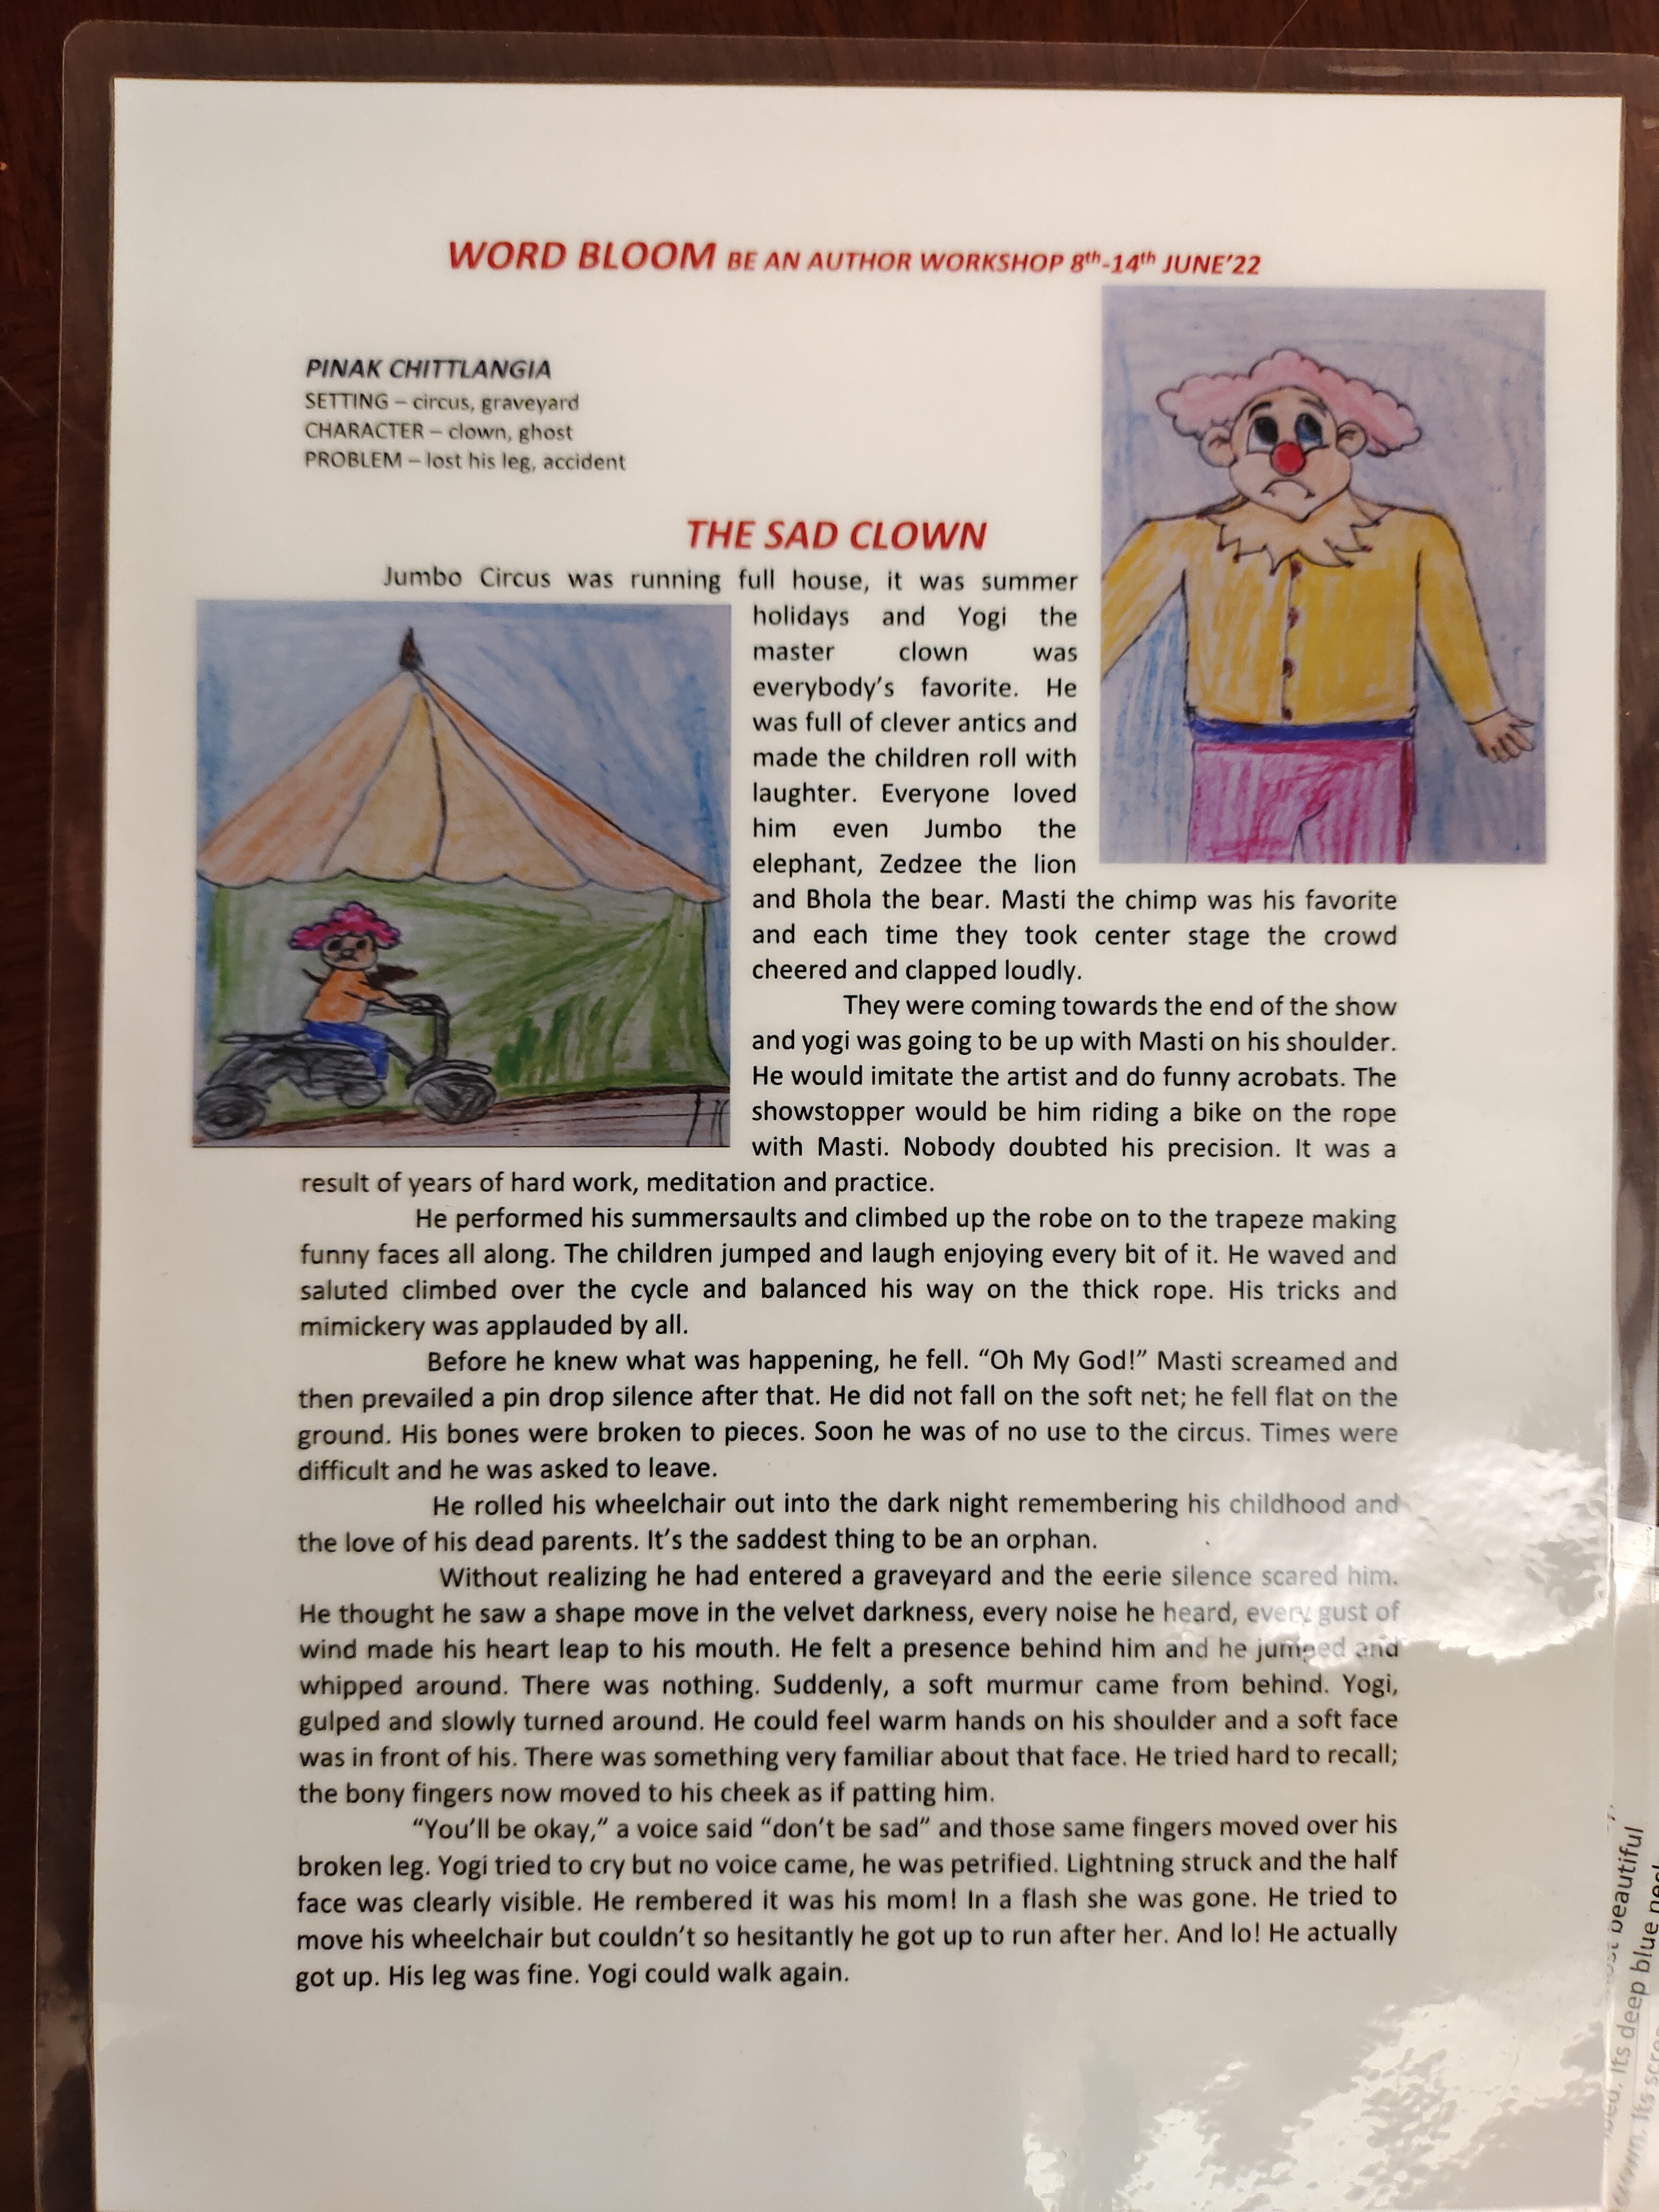 WORD BLOOM BE AN AUTHOR WORKSHOP 8th-14th JUNE'22
PINAK CHITTLANGIA
SETTING – circus, graveyard
CHARACTER – clown, ghost
PROBLEM – lost his leg, accident
THE SAD CLOWN
Jumbo Circus was running full house, it was summer
holidays and Yogi the
master clown was
everybody's favorite. He
was full of clever antics and
made the children roll with
laughter. Everyone loved
him even Jumbo the
elephant, Zedzee the lion
and Bhola the bear. Masti the chimp was his favorite
and each time they took center stage the crowd
cheered and clapped loudly.
They were coming towards the end of the show
and yogi was going to be up with Masti on his shoulder.
He would imitate the artist and do funny acrobats. The
showstopper would be him riding a bike on the rope
with Masti. Nobody doubted his precision. It was a
result of years of hard work, meditation and practice.
He performed his summersaults and climbed up the robe on to the trapeze making
funny faces all along. The children jumped and laugh enjoying every bit of it. He waved and
saluted climbed over the cycle and balanced his way on the thick rope. His tricks and
mimickery was applauded by all.
Before he knew what was happening, he fell. "Oh My God!" Masti screamed and
then prevailed a pin drop silence after that. He did not fall on the soft net; he fell flat on the
ground. His bones were broken to pieces. Soon he was of no use to the circus. Times were
difficult and he was asked to leave.
He rolled his wheelchair out into the dark night remembering his childhood and
the love of his dead parents. It's the saddest thing to be an orphan.
Without realizing he had entered a graveyard and the eerie silence scared him.
He thought he saw a shape move in the velvet darkness, every noise he heard, every gust of
wind made his heart leap to his mouth. He felt a presence behind him and he jumped and
whipped around. There was nothing. Suddenly, a soft murmur came from behind. Yogi,
gulped and slowly turned around. He could feel warm hands on his shoulder and a soft face
was in front of his. There was something very familiar about that face. He tried hard to recall;
the bony fingers now moved to his cheek as if patting him.
"You'll be okay," a voice said "don't be sad" and those same fingers moved over his
broken leg. Yogi tried to cry but no voice came, he was petrified. Lightning struck and the half
face was clearly visible. He rembered it was his mom! In a flash she was gone. He tried to
move his wheelchair but couldn't so hesitantly he got up to run after her. And lo! He actually
got up. His leg was fine. Yogi could walk again.
beautiful
Its deep blue
Its